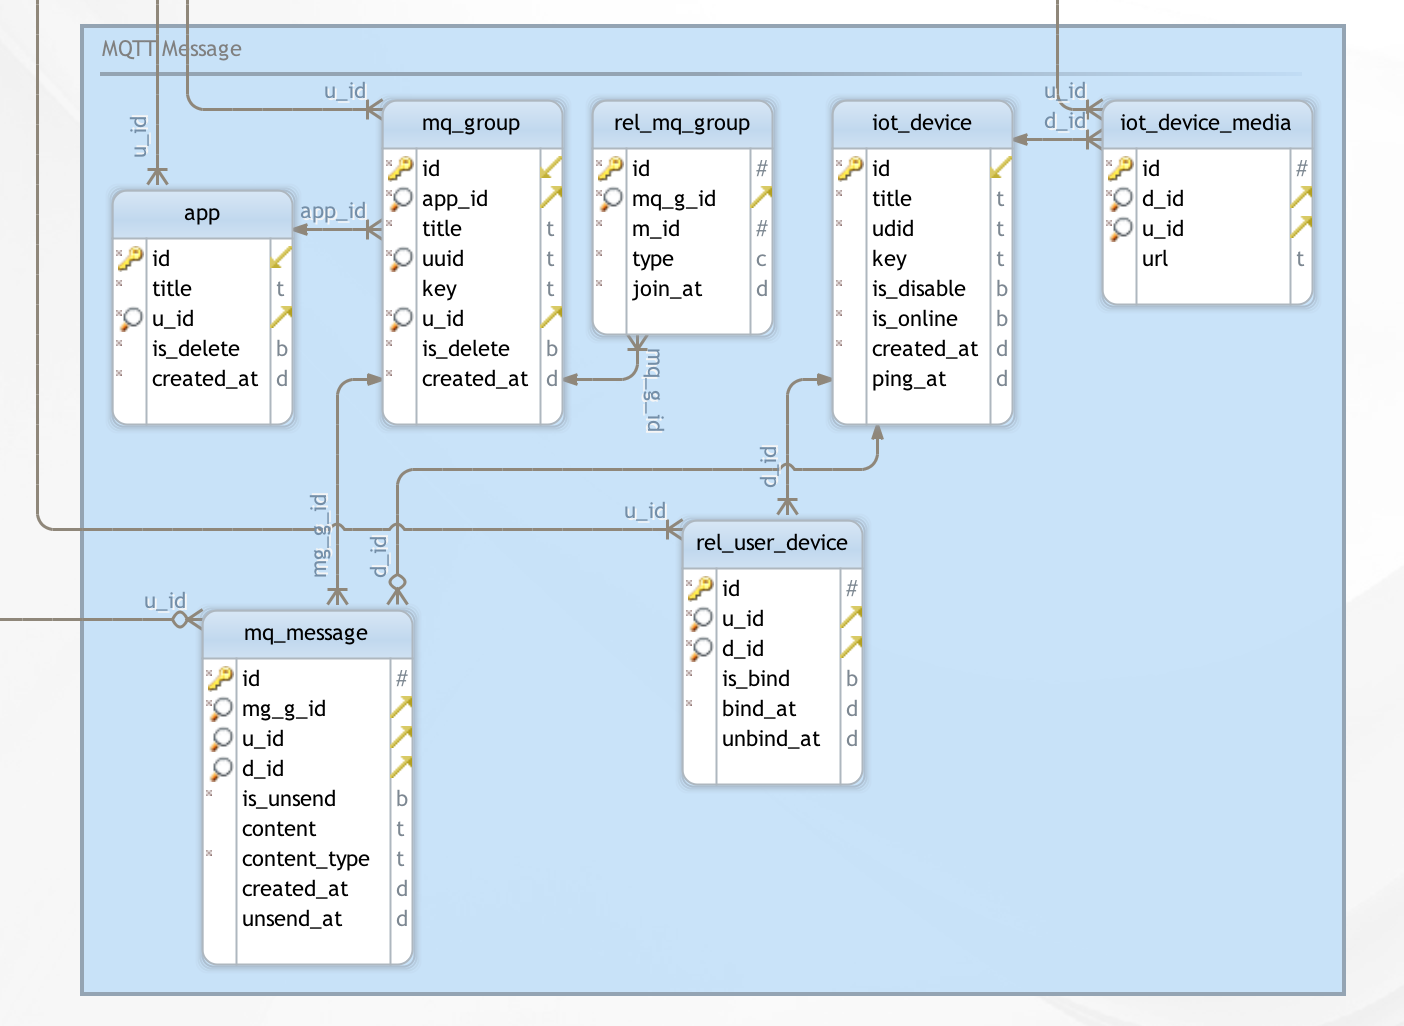 MQTT Message
u_id
u_id
u_id
d_id
app_id
mq_group
id
app_id
title t
uuid t
key t
u_id
is_delete b
created_at d
rel_mq_group
id #
mq_g_id
m_id #
type c
join_at d
iot_device
id
title t
udid t
key t
is_disable b
is_online b
created_at d
ping_at d
iot_device_media
id #
d_id
u_id
url t
app
id
title t
u_id
is_delete b
created_at d
mq_g_id
d_id
mg_g_id
d_id
u_id
u_id
rel_user_device
id #
u_id
d_id
is_bind b
bind_at d
unbind_at d
mq_message
id #
mg_g_id
u_id
d_id
is_unsend b
content t
content_type t
created_at d
unsend_at d